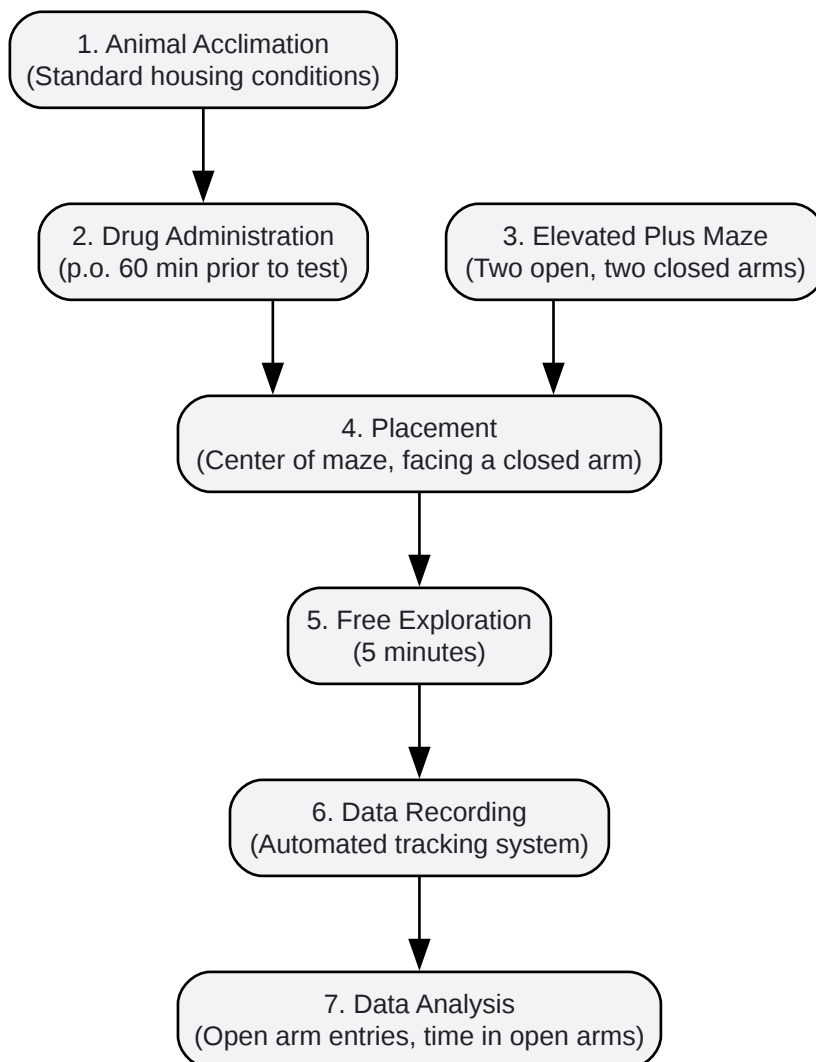 1. Animal Acclimation
(Standard housing conditions)
2. Drug Administration
(p.o. 60 min prior to test)
3. Elevated Plus Maze
(Two open, two closed arms)
4. Placement
(Center of maze, facing a closed arm)
5. Free Exploration
(5 minutes)
6. Data Recording
(Automated tracking system)
7. Data Analysis
(Open arm entries, time in open arms)